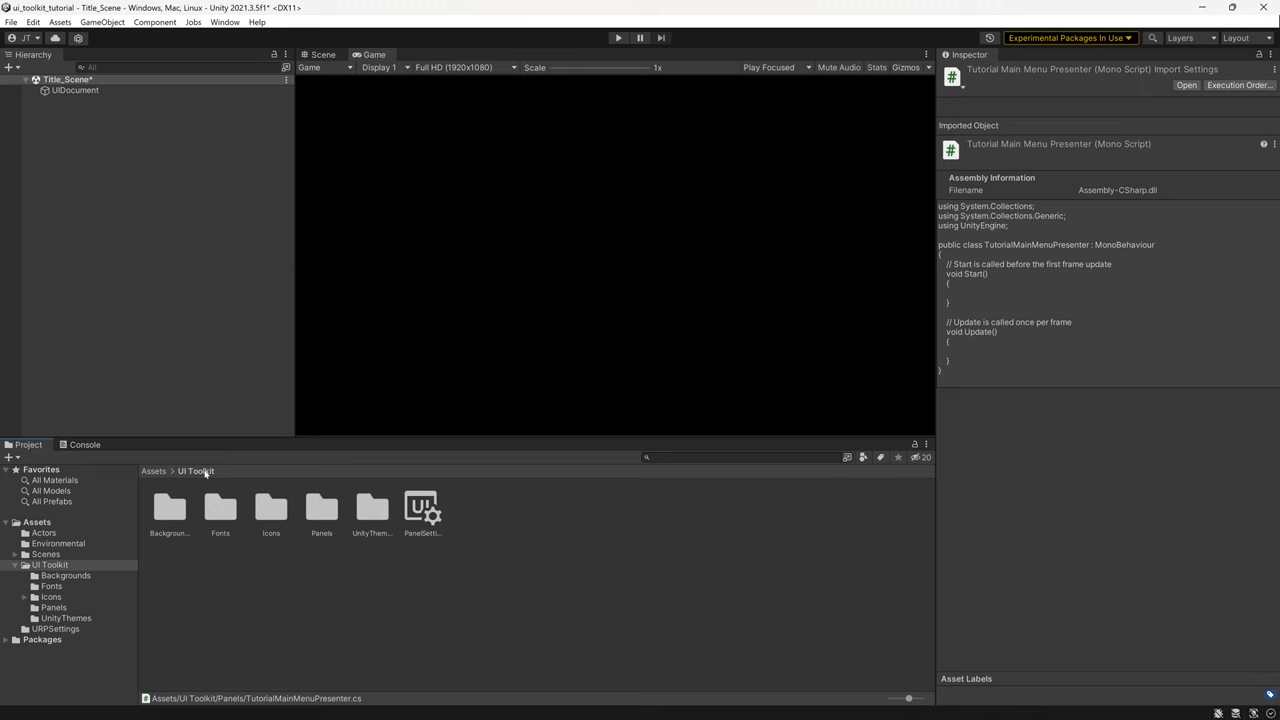 ui_toolkit_tutorial - Title_Scene* - Windows, Mac, Linux - Unity 2021.3.5f1* <DX11>
File Edit Assets GameObject Component Jobs Window Help
JT Experimental Packages In Use Layers Layout
Hierarchy Scene Game Inspector
All Game Display 1 Full HD (1920x1080) Scale 1x Play Focused Mute Audio Stats Gizmos
Tutorial Main Menu Presenter (Mono Script) Import Settings
Title_Scene*
Open Execution Order...
UIDocument
Imported Object
Tutorial Main Menu Presenter (Mono Script)
Assembly Information
Filename Assembly-CSharp.dll
using System.Collections;
using System.Collections.Generic;
using UnityEngine;
public class TutorialMainMenuPresenter : MonoBehaviour
{
// Start is called before the first frame update
void Start()
{
}
// Update is called once per frame
void Update()
{
}
}
Project Console
20
Favorites
All Materials
All Models
All Prefabs
Assets
Actors
Environmental
Scenes
UI Toolkit
Backgrounds
Fonts
Icons
Panels
UnityThemes
URPSettings
Packages
Assets > UI Toolkit
UI
Backgroun... Fonts Icons Panels UnityThem... PanelSetti...
Assets/UI Toolkit/Panels/TutorialMainMenuPresenter.cs
Asset Labels